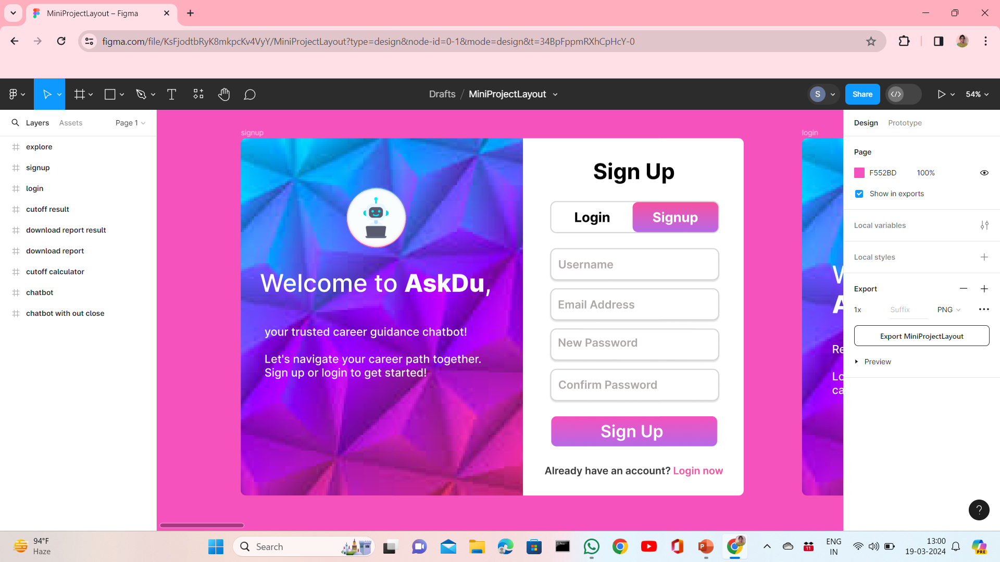 MiniProjectLayout – Figma
figma.com/file/KsFjodtbRyK8mkpcKv4VyY/MiniProjectLayout?type=design&node-id=0-1&mode=design&t=34BpFppmRXhCpHcY-0
Drafts / MiniProjectLayout
S
Share
54%
Layers
Assets
Page 1
explore
signup
login
cutoff result
download report result
download report
cutoff calculator
chatbot
chatbot with out close
signup
Welcome to AskDu,
your trusted career guidance chatbot!
Let's navigate your career path together.
Sign up or login to get started!
Sign Up
Login
Signup
Username
Email Address
New Password
Confirm Password
Sign Up
Already have an account? Login now
login
Re
Lo
ca
Design
Prototype
Page
F552BD
100%
Show in exports
Local variables
Local styles
Export
1x
Suffix
PNG
Export MiniProjectLayout
Preview
?
94°F
Haze
Search
11
ENG
IN
13:00
19-03-2024
PRE